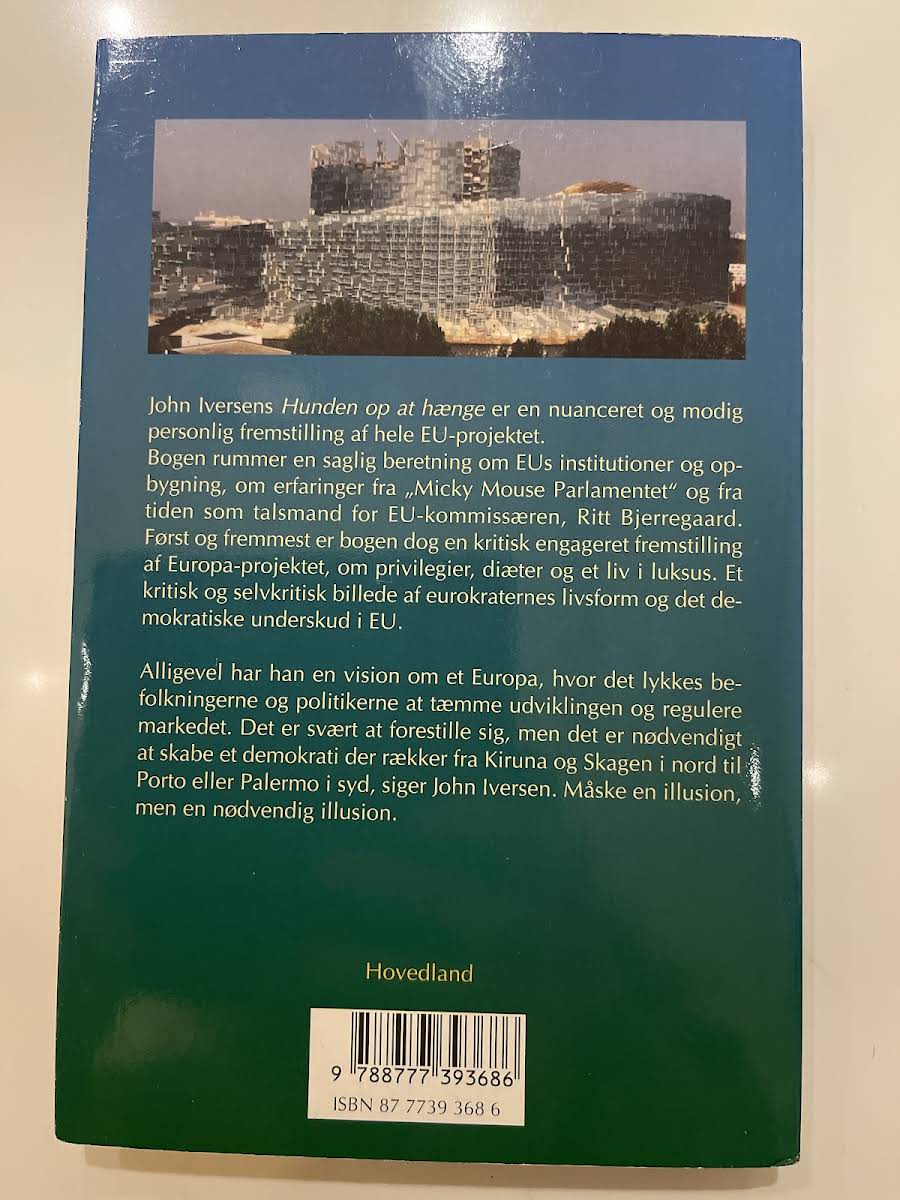 John Iversens Hunden op at hænge er en nuanceret og modig
personlig fremstilling af hele EU-projektet.
Bogen rummer en saglig beretning om EUs institutioner og op-
bygning, om erfaringer fra „Micky Mouse Parlamentet“ og fra
tiden som talsmand for EU-kommissæren, Ritt Bjerregaard.
Først og fremmest er bogen dog en kritisk engageret fremstilling
af Europa-projektet, om privilegier, diæter og et liv i luksus. Et
kritisk og selvkritisk billede af eurokraternes livsform og det de-
mokratiske underskud i EU.
Alligevel har han en vision om et Europa, hvor det lykkes be-
folkningerne og politikerne at tæmme udviklingen og regulere
markedet. Det er svært at forestille sig, men det er nødvendigt
at skabe et demokrati der rækker fra Kiruna og Skagen i nord til
Porto eller Palermo i syd, siger John Iversen. Måske en illusion,
men en nødvendig illusion.
Hovedland
9 788777 393686
ISBN 87 7739 368 6